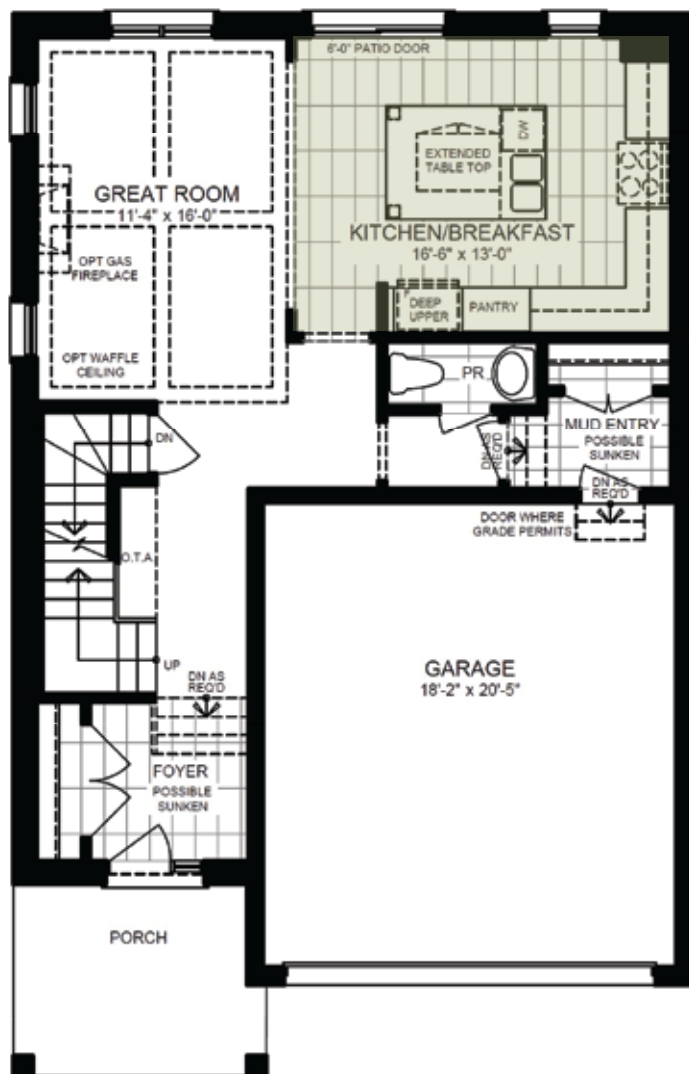 6'-0" PATIO DOOR
DW
EXTENDED
TABLE TOP
GREAT ROOM
11'-4" x 16'-0"
KITCHEN/BREAKFAST
16'-6" x 13'-0"
OPT GAS
FIREPLACE
F
DEEP
UPPER
PANTRY
OPT WAFFLE
CEILING
PR.
MUD ENTRY
POSSIBLE
SUNKEN
DN
DN AS
REQ'D
DN AS
REQ'D
DOOR WHERE
GRADE PERMITS
O.T.A.
UP
DN AS
REQ'D
GARAGE
18'-2" x 20'-5"
FOYER
POSSIBLE
SUNKEN
PORCH